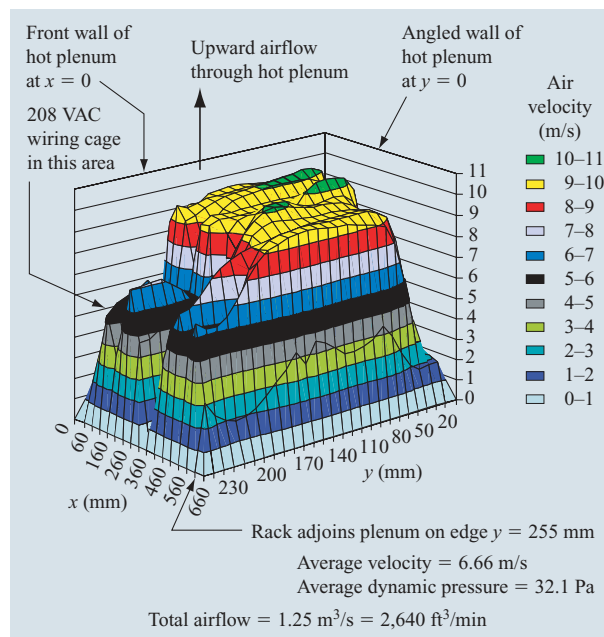 Front wall of
hot plenum
at x = 0
Upward airflow
through hot plenum
Angled wall of
hot plenum
at y = 0
208 VAC
wiring cage
in this area
Air
velocity
(m/s)
10–11
9–10
8–9
7–8
6–7
5–6
4–5
3–4
2–3
1–2
0–1
11
10
9
8
7
6
5
4
3
2
1
0
0
60
160
260
360
460
560
660
x (mm)
230
200
170
140
110
80
50
20
y (mm)
Rack adjoins plenum on edge y = 255 mm
Average velocity = 6.66 m/s
Average dynamic pressure = 32.1 Pa
Total airflow = 1.25 m³/s = 2,640 ft³/min